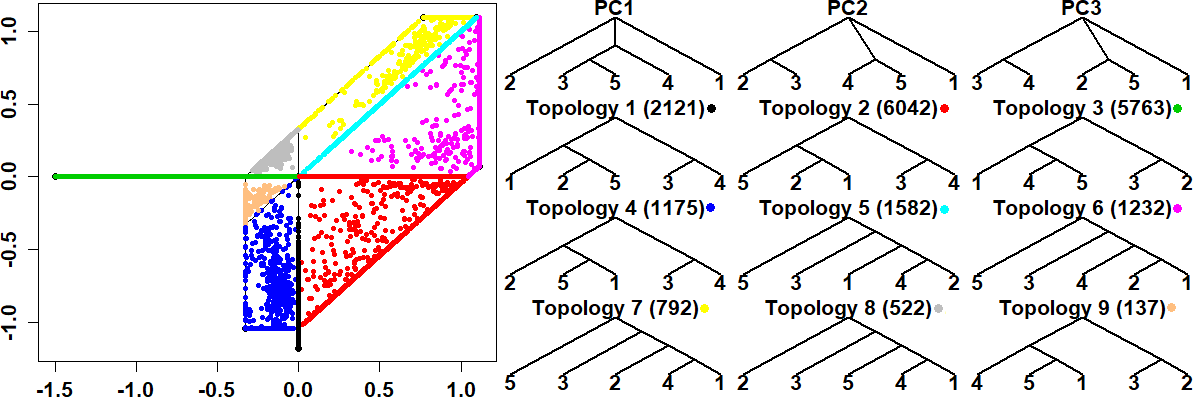 1.0
0.5
0.0
-0.5
-1.0
-1.5 -1.0 -0.5 0.0 0.5 1.0
PC1 PC2 PC3
2 3 5 4 1 2 3 4 5 1 3 4 2 5 1
Topology 1 (2121) Topology 2 (6042) Topology 3 (5763)
1 2 5 3 4 5 2 1 3 4 1 4 5 3 2
Topology 4 (1175) Topology 5 (1582) Topology 6 (1232)
2 5 1 3 4 5 3 1 4 2 5 3 4 2 1
Topology 7 (792) Topology 8 (522) Topology 9 (137)
5 3 2 4 1 2 3 5 4 1 4 5 1 3 2